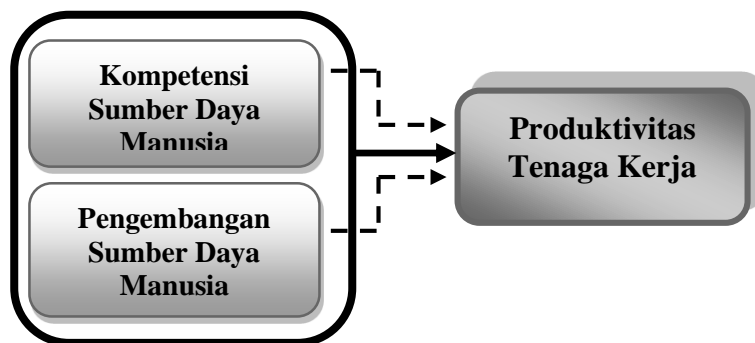 Kompetensi
Sumber Daya
Manusia
Produktivitas
Tenaga Kerja
Pengembangan
Sumber Daya
Manusia